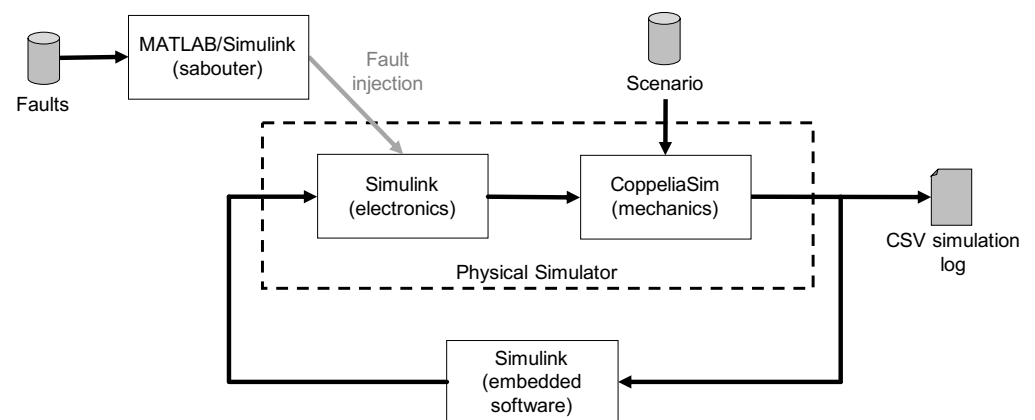 MATLAB/Simulink
(sabouter)
Faults
Fault
injection
Scenario
Simulink
(electronics)
CoppeliaSim
(mechanics)
CSV simulation
log
Physical Simulator
Simulink
(embedded
software)